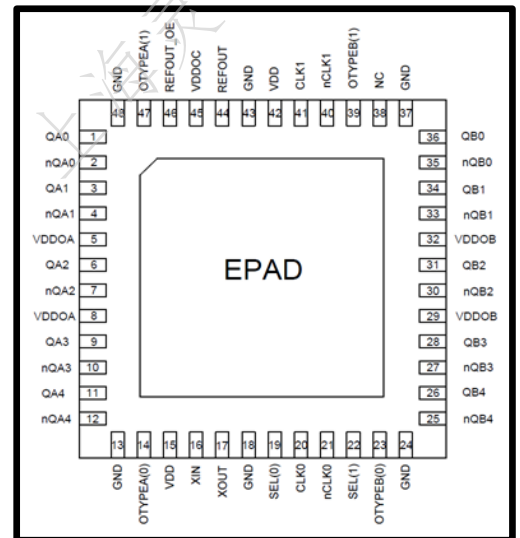 GND
OTYPEA(1)
REFOUT_OE
VDDOC
REFOUT
GND
VDD
CLK1
nCLK1
OTYPEB(1)
NC
GND
48 47 46 45 44 43 42 41 40 39 38 37
QA0 1
nQA0 2
QA1 3
nQA1 4
VDDOA 5
QA2 6
nQA2 7
VDDOA 8
QA3 9
nQA3 10
QA4 11
nQA4 12
EPAD
36 QB0
35 nQB0
34 QB1
33 nQB1
32 VDDOB
31 QB2
30 nQB2
29 VDDOB
28 QB3
27 nQB3
26 QB4
25 nQB4
13 14 15 16 17 18 19 20 21 22 23 24
GND
OTYPEA(0)
VDD
XIN
XOUT
GND
SEL(0)
CLK0
nCLK0
SEL(1)
OTYPEB(0)
GND
上海